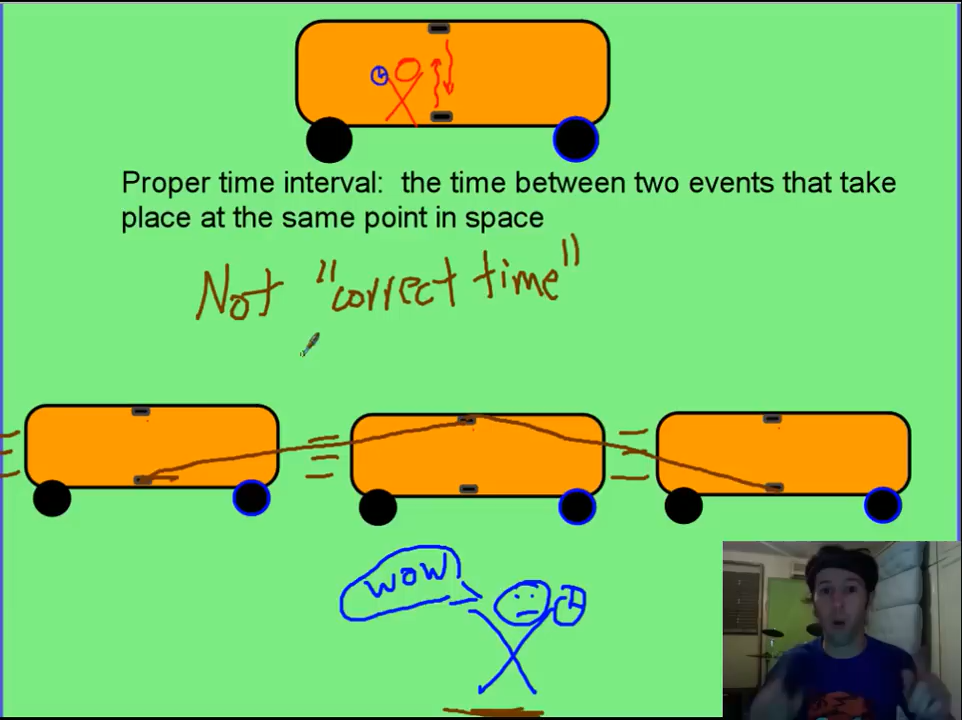 Proper time interval:  the time between two events that take
place at the same point in space
Not "correct time"
WOW